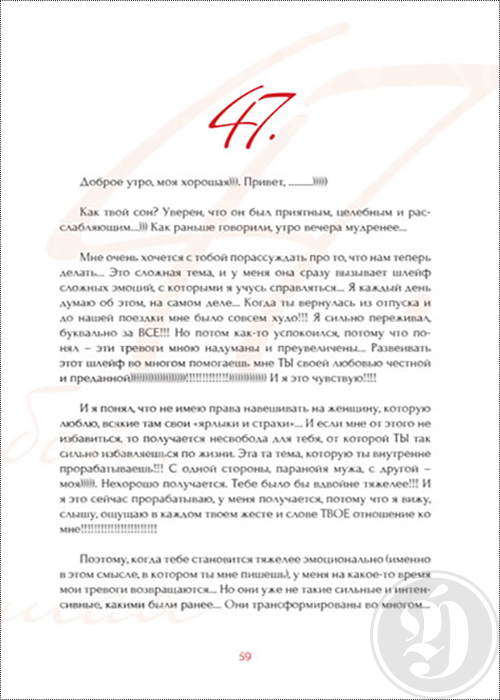 47.
Доброе утро, моя хорошая))). Привет, ..........)))))
Как твой сон? Уверен, что он был приятным, целебным и рас-
слабляющим...))) Как раньше говорили, утро вечера мудренее...
Мне очень хочется с тобой порассуждать про то, что нам теперь
делать... Это сложная тема, и у меня она сразу вызывает шлейф
сложных эмоций, с которыми я учусь справляться... Я каждый день
думаю об этом, на самом деле... Когда ты вернулась из отпуска и
до нашей поездки мне было совсем худо!!! Я сильно переживал,
буквально за ВСЕ!!! Но потом как-то успокоился, потому что по-
нял – эти тревоги мною надуманы и преувеличены... Развеивать
этот шлейф во многом помогаешь мне ТЫ своей любовью честной
и преданной)))))))))))))))))))!!!!!!!!!!!!!)))))))))))) И я это чувствую!!!!
И я понял, что не имею права навешивать на женщину, которую
люблю, всякие там свои «ярлыки и страхи»... И если мне от этого не
избавиться, то получается несвобода для тебя, от которой ТЫ так
сильно избавляешься по жизни. Эта та тема, которую ты внутренне
прорабатываешь!!! С одной стороны, паранойя мужа, с другой –
моя))))). Нехорошо получается. Тебе было бы вдвойне тяжелее!!! И
я это сейчас прорабатываю, у меня получается, потому что я вижу,
слышу, ощущаю в каждом твоем жесте и слове ТВОЕ отношение ко
мне!!!!!!!!!!!!!!!!!!!!!!!
Поэтому, когда тебе становится тяжелее эмоционально (именно
в этом смысле, в котором ты мне пишешь), у меня на какое-то время
мои тревоги возвращаются... Но они уже не такие сильные и интен-
сивные, какими были ранее... Они трансформированы во многом...
59